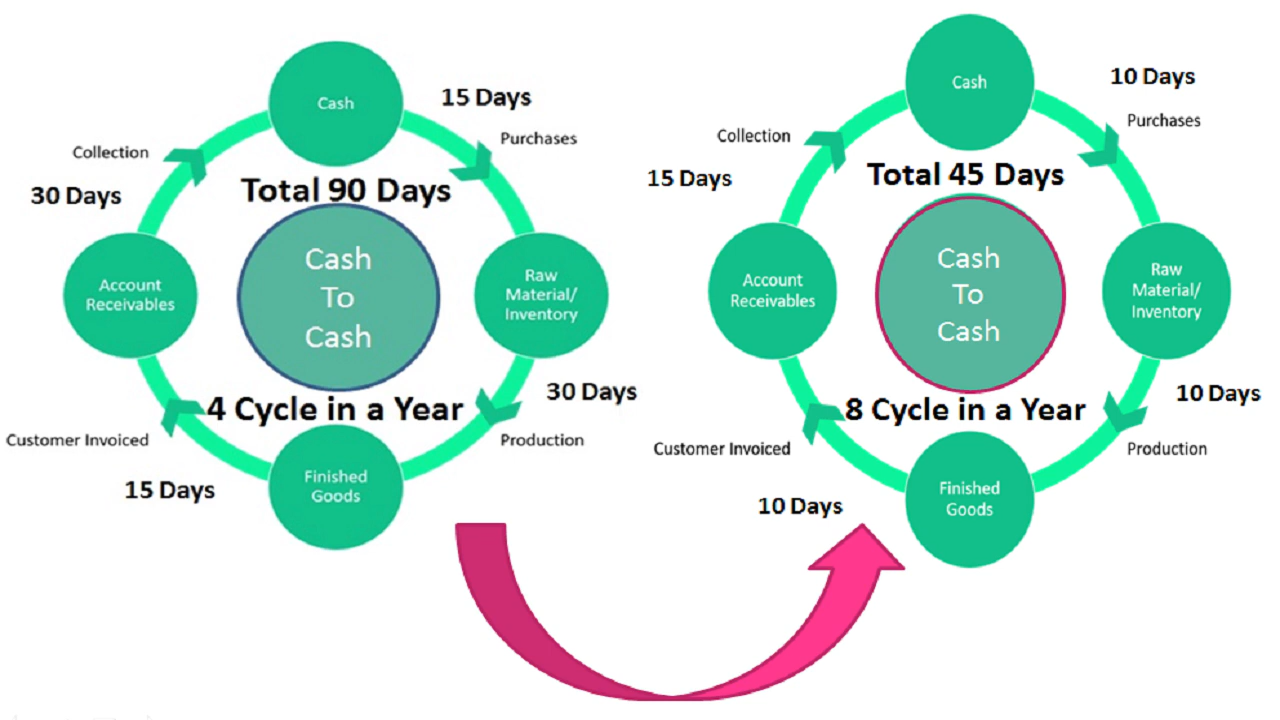 Cash
15 Days
Purchases
Collection
30 Days
Total 90 Days
Cash
To
Cash
Account
Receivables
Raw
Material/
Inventory
30 Days
4 Cycle in a Year
Customer Invoiced
Production
15 Days
Finished
Goods
Cash
10 Days
Purchases
Collection
15 Days
Total 45 Days
Cash
To
Cash
Account
Receivables
Raw
Material/
Inventory
10 Days
8 Cycle in a Year
Customer Invoiced
Production
10 Days
Finished
Goods